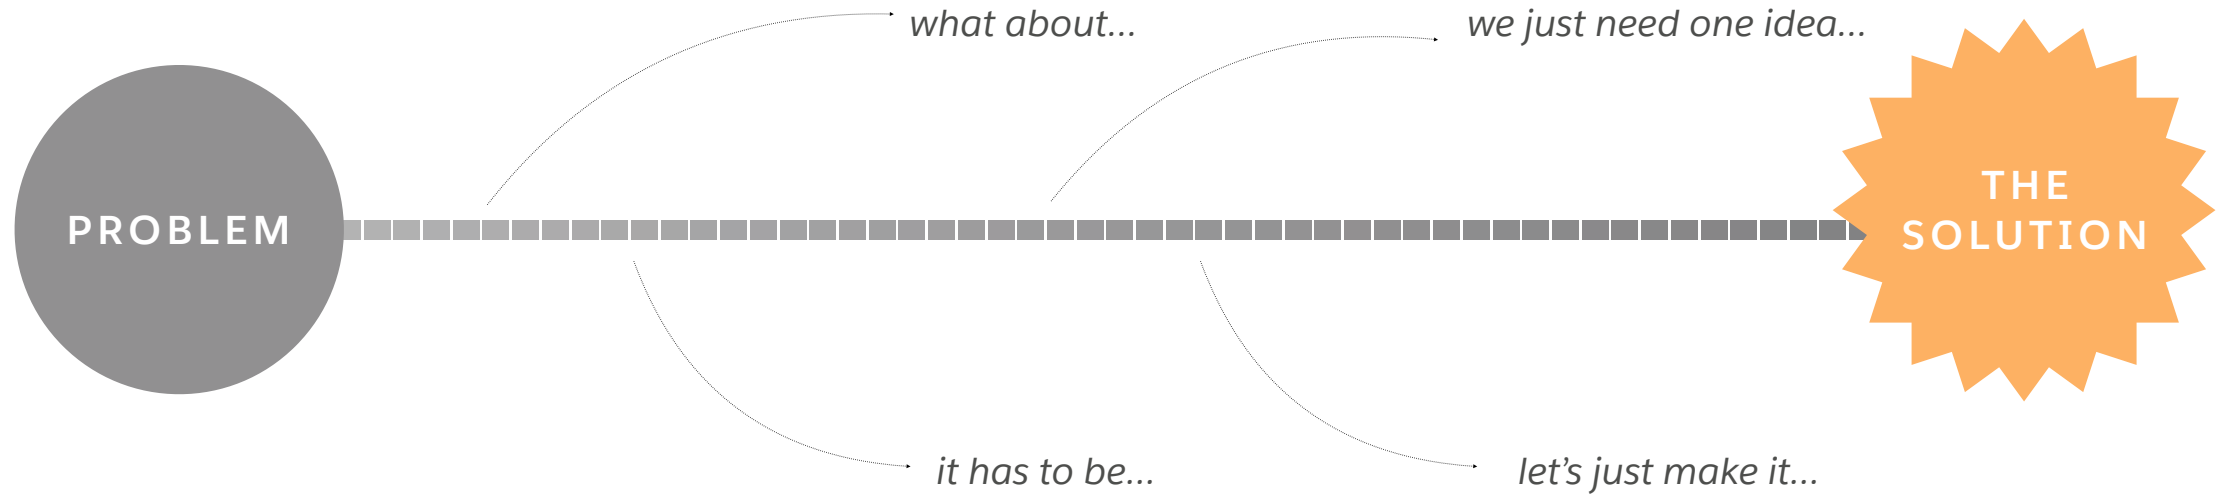 what about...
we just need one idea...
PROBLEM
THE
SOLUTION
it has to be...
let’s just make it...